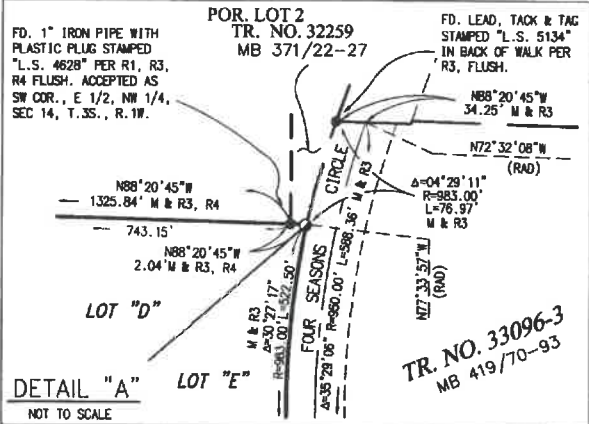 FD. 1" IRON PIPE WITH
PLASTIC PLUG STAMPED
"L.S. 4628" PER R1, R3,
R4 FLUSH. ACCEPTED AS
SW COR., E 1/2, NW 1/4,
SEC 14, T.3S., R.1W.
POR. LOT 2
TR. NO. 32259
MB 371/22-27
FD. LEAD, TACK & TAG
STAMPED "L.S. 5134"
IN BACK OF WALK PER
R3, FLUSH.
N88°20'45"W
34.25' M & R3
N72°32'08"W
(RAD)
Δ=04°29'11"
R=983.00'
L=76.97'
M & R3
N88°20'45"W
1325.84' M & R3, R4
743.15'
N88°20'45"W
2.04' M & R3, R4
FOUR SEASONS CIRCLE
M & R3
Δ=30°27'17"
R=983.00' L=522.50'
Δ=35°29'06" R=950.00' L=588.36' M & R3
N77°33'57"W
(RAD)
LOT "D"
LOT "E"
TR. NO. 33096-3
MB 419/70-93
DETAIL "A"
NOT TO SCALE